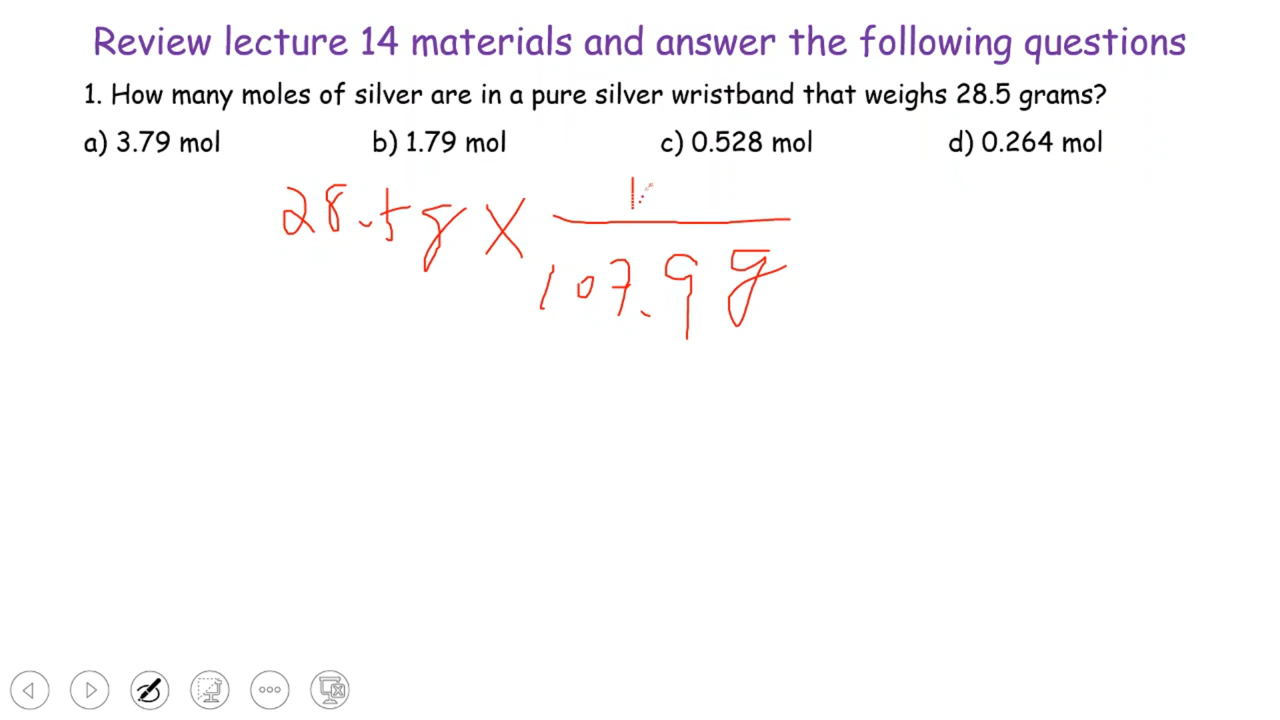 Review lecture 14 materials and answer the following questions
1. How many moles of silver are in a pure silver wristband that weighs 28.5 grams?
a) 3.79 mol b) 1.79 mol c) 0.528 mol d) 0.264 mol
28.5 g X
107.9 g